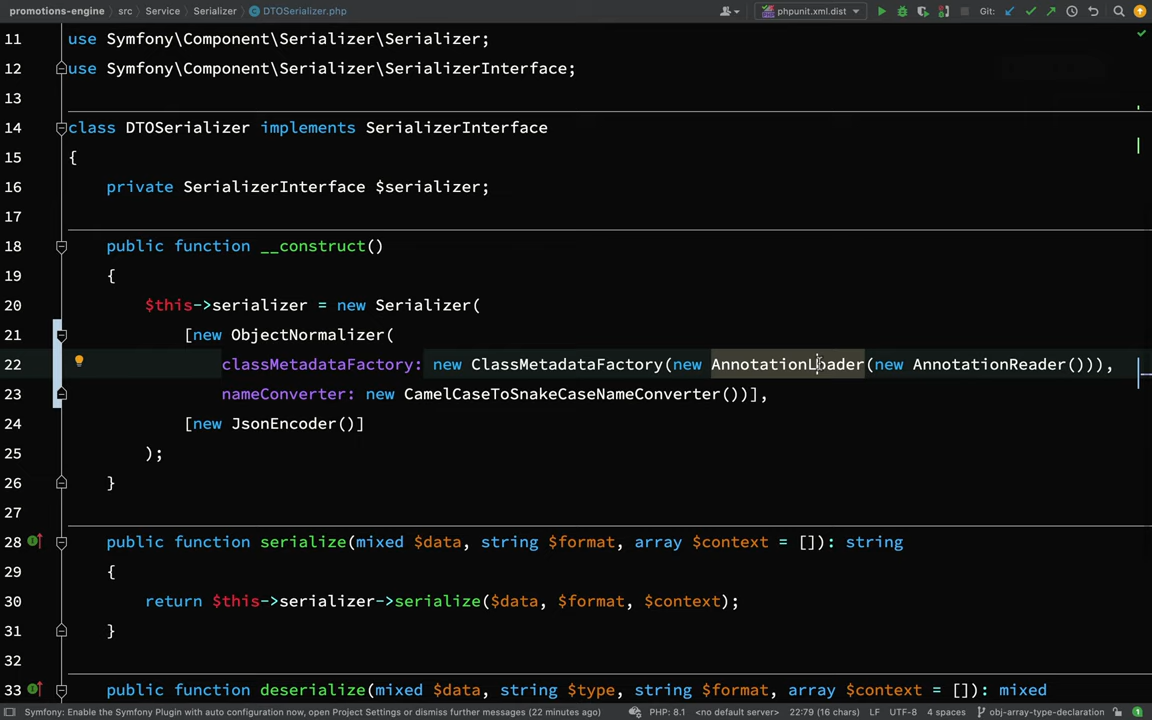 promotions-engine › src › Service › Serializer › DTOSerializer.php phpunit.xml.dist Git:
11 use Symfony\Component\Serializer\Serializer;
12 use Symfony\Component\Serializer\SerializerInterface;
13
14 class DTOSerializer implements SerializerInterface
15 {
16 private SerializerInterface $serializer;
17
18 public function __construct()
19 {
20 $this->serializer = new Serializer(
21 [new ObjectNormalizer(
22 classMetadataFactory: new ClassMetadataFactory(new AnnotationLoader(new AnnotationReader())),
23 nameConverter: new CamelCaseToSnakeCaseNameConverter())],
24 [new JsonEncoder()]
25 );
26 }
27
28 public function serialize(mixed $data, string $format, array $context = []): string
29 {
30 return $this->serializer->serialize($data, $format, $context);
31 }
32
33 public function deserialize(mixed $data, string $type, string $format, array $context = []): mixed
Symfony: Enable the Symfony Plugin with auto configuration now, open Project Settings or dismiss further messages (22 minutes ago) PHP: 8.1 <no default server> 22:79 (16 chars) LF UTF-8 4 spaces obj-array-type-declaration 1